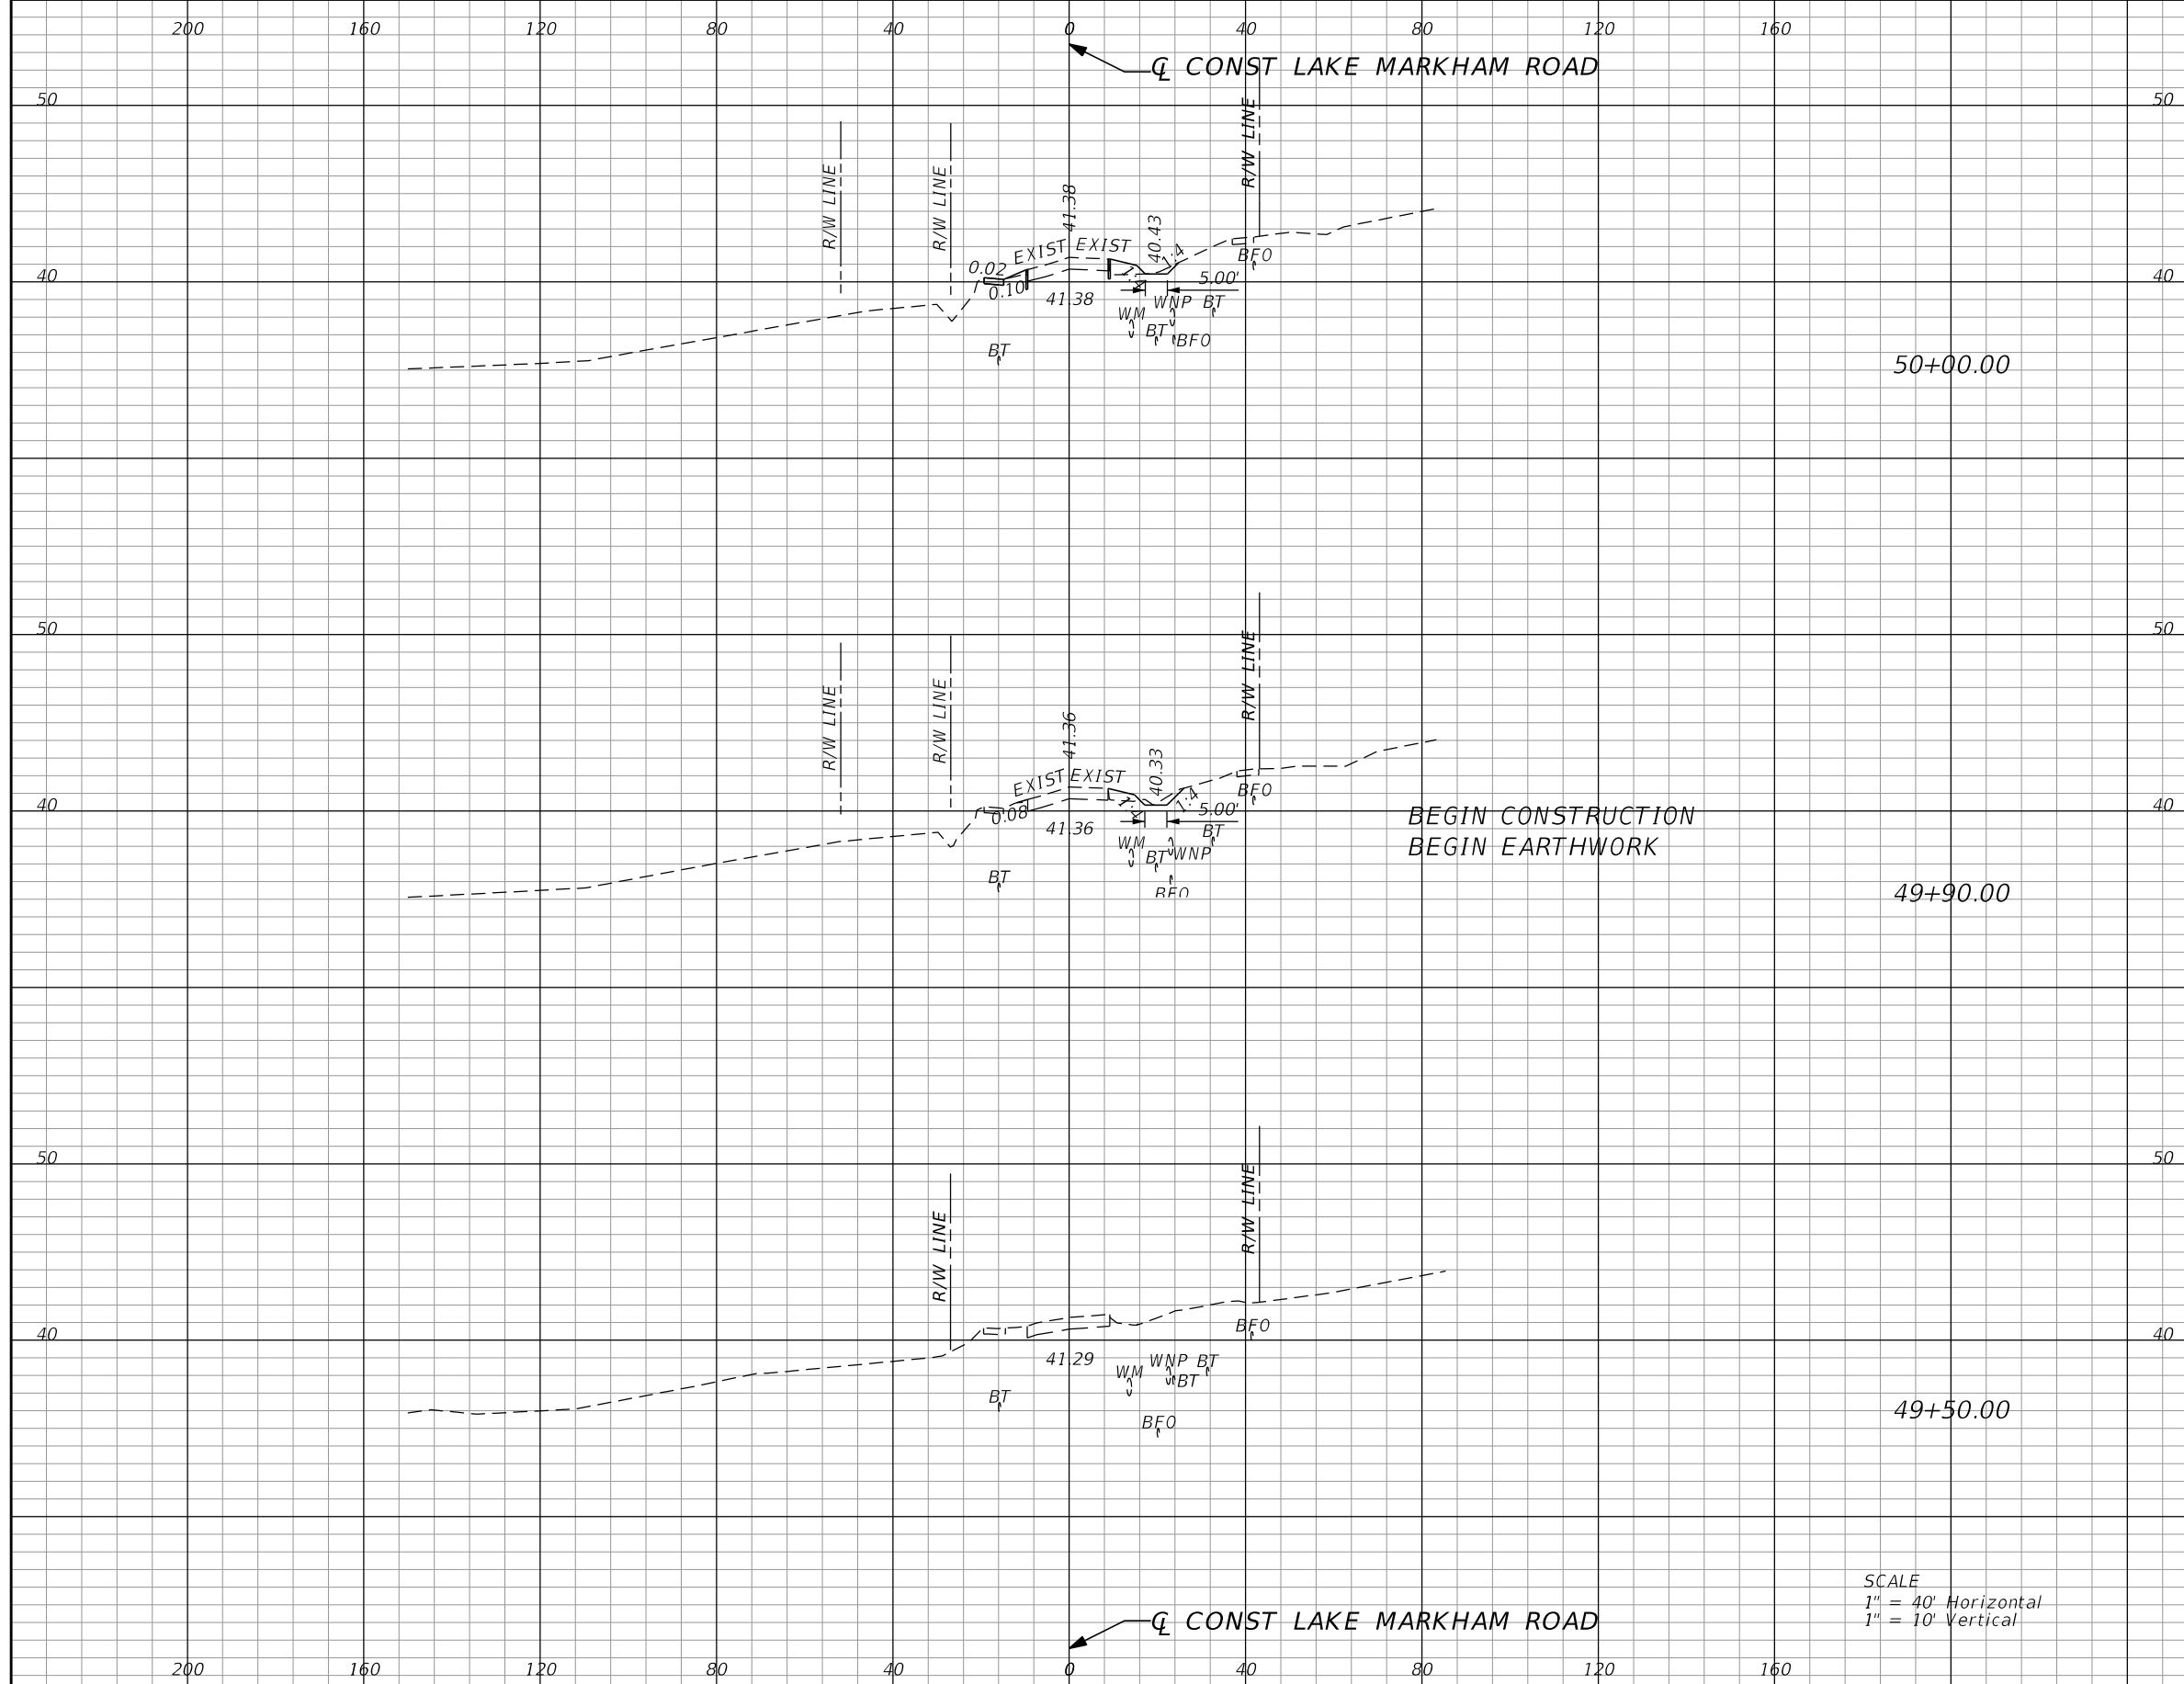 200 160 120 80 40 0 40 80 120 160
℄ CONST LAKE MARKHAM ROAD
50 50
R/W LINE
R/W LINE
R/W LINE
41.38
40.43
EXIST EXIST
1:4
BFO
0.02
40 40
5.00'
0.10
41.38
WNP BT
WM
BT
BFO
BT
50+00.00
50 50
R/W LINE
R/W LINE
R/W LINE
41.36
40.33
EXIST EXIST
1:4
BFO
40 40
5.00'
0.08
41.36
BEGIN CONSTRUCTION
BT
WM
BEGIN EARTHWORK
BT WNP
BT
BFO
49+90.00
50 50
R/W LINE
R/W LINE
BFO
40 40
41.29
WNP BT
WM
BT
BT
BFO
49+50.00
SCALE
1" = 40' Horizontal
1" = 10' Vertical
℄ CONST LAKE MARKHAM ROAD
200 160 120 80 40 0 40 80 120 160